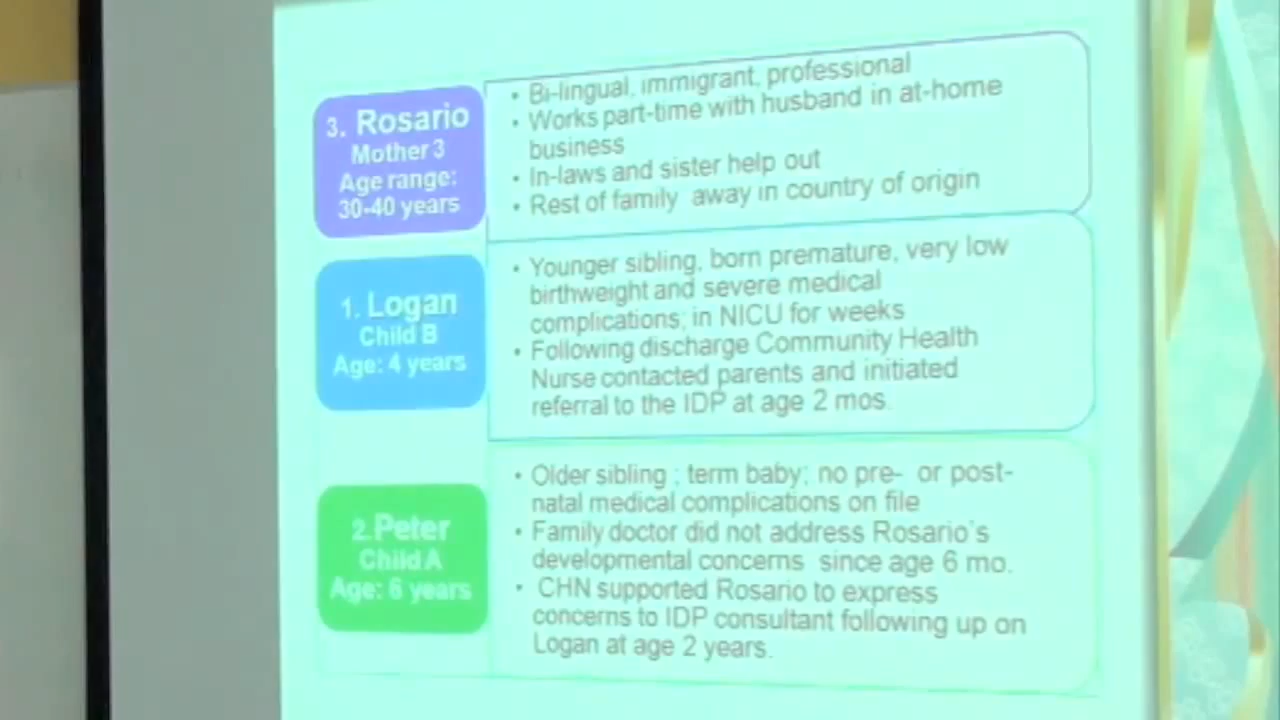 3. Rosario
Mother 3
Age range:
30-40 years
• Bi-lingual, immigrant, professional
• Works part-time with husband in at-home
business
• In-laws and sister help out
• Rest of family away in country of origin
1. Logan
Child B
Age: 4 years
• Younger sibling, born premature, very low
birthweight and severe medical
complications; in NICU for weeks
• Following discharge Community Health
Nurse contacted parents and initiated
referral to the IDP at age 2 mos.
2.Peter
Child A
Age: 6 years
• Older sibling ; term baby; no pre- or post-
natal medical complications on file
• Family doctor did not address Rosario's
developmental concerns since age 6 mo.
• CHN supported Rosario to express
concerns to IDP consultant following up on
Logan at age 2 years.